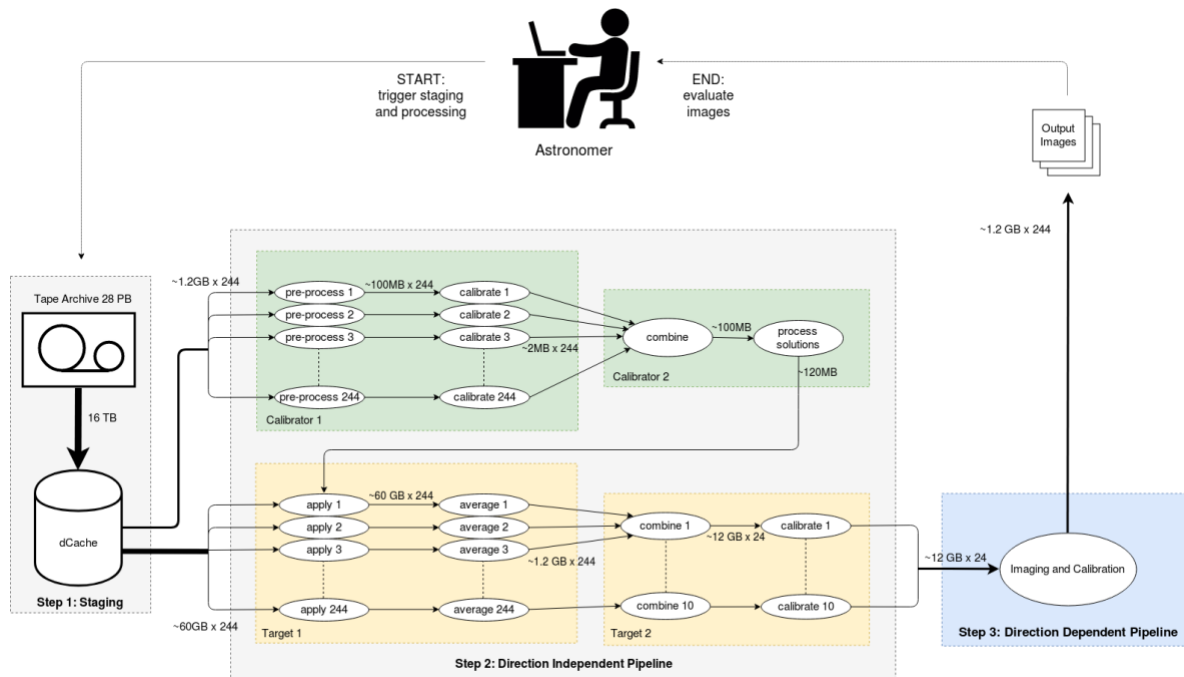 START:
trigger staging
and processing
END:
evaluate
images
Astronomer
Output
Images
~1.2 GB x 244
Tape Archive 28 PB
16 TB
dCache
Step 1: Staging
~1.2GB x 244
pre-process 1
~100MB x 244
calibrate 1
pre-process 2
calibrate 2
pre-process 3
calibrate 3
~2MB x 244
pre-process 244
calibrate 244
Calibrator 1
combine
~100MB
process
solutions
Calibrator 2
~120MB
apply 1
~60 GB x 244
average 1
apply 2
average 2
apply 3
average 3
~1.2 GB x 244
apply 244
average 244
~60GB x 244
Target 1
combine 1
~12 GB x 24
calibrate 1
combine 10
calibrate 10
Target 2
Step 2: Direction Independent Pipeline
~12 GB x 24
Imaging and Calibration
Step 3: Direction Dependent Pipeline